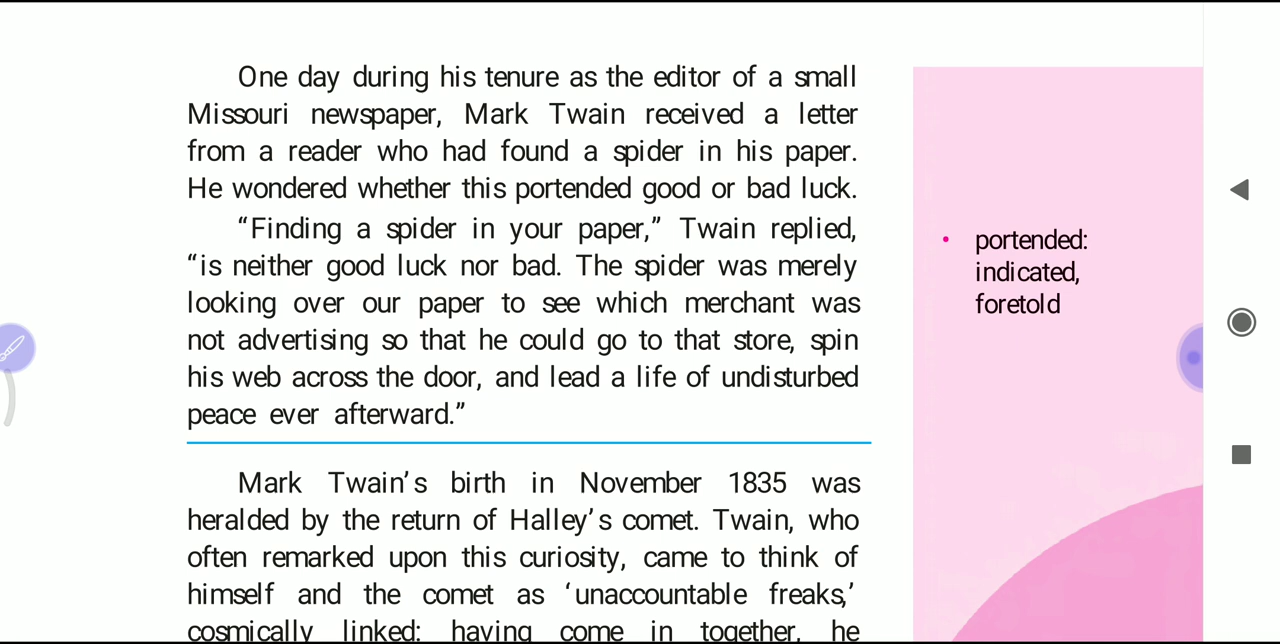 One day during his tenure as the editor of a small
Missouri newspaper, Mark Twain received a letter
from a reader who had found a spider in his paper.
He wondered whether this portended good or bad luck.
“Finding a spider in your paper,” Twain replied,
“is neither good luck nor bad. The spider was merely
looking over our paper to see which merchant was
not advertising so that he could go to that store, spin
his web across the door, and lead a life of undisturbed
peace ever afterward.”
Mark Twain’s birth in November 1835 was
heralded by the return of Halley’s comet. Twain, who
often remarked upon this curiosity, came to think of
himself and the comet as ‘unaccountable freaks,’
cosmically linked: having come in together, he
• portended:
indicated,
foretold